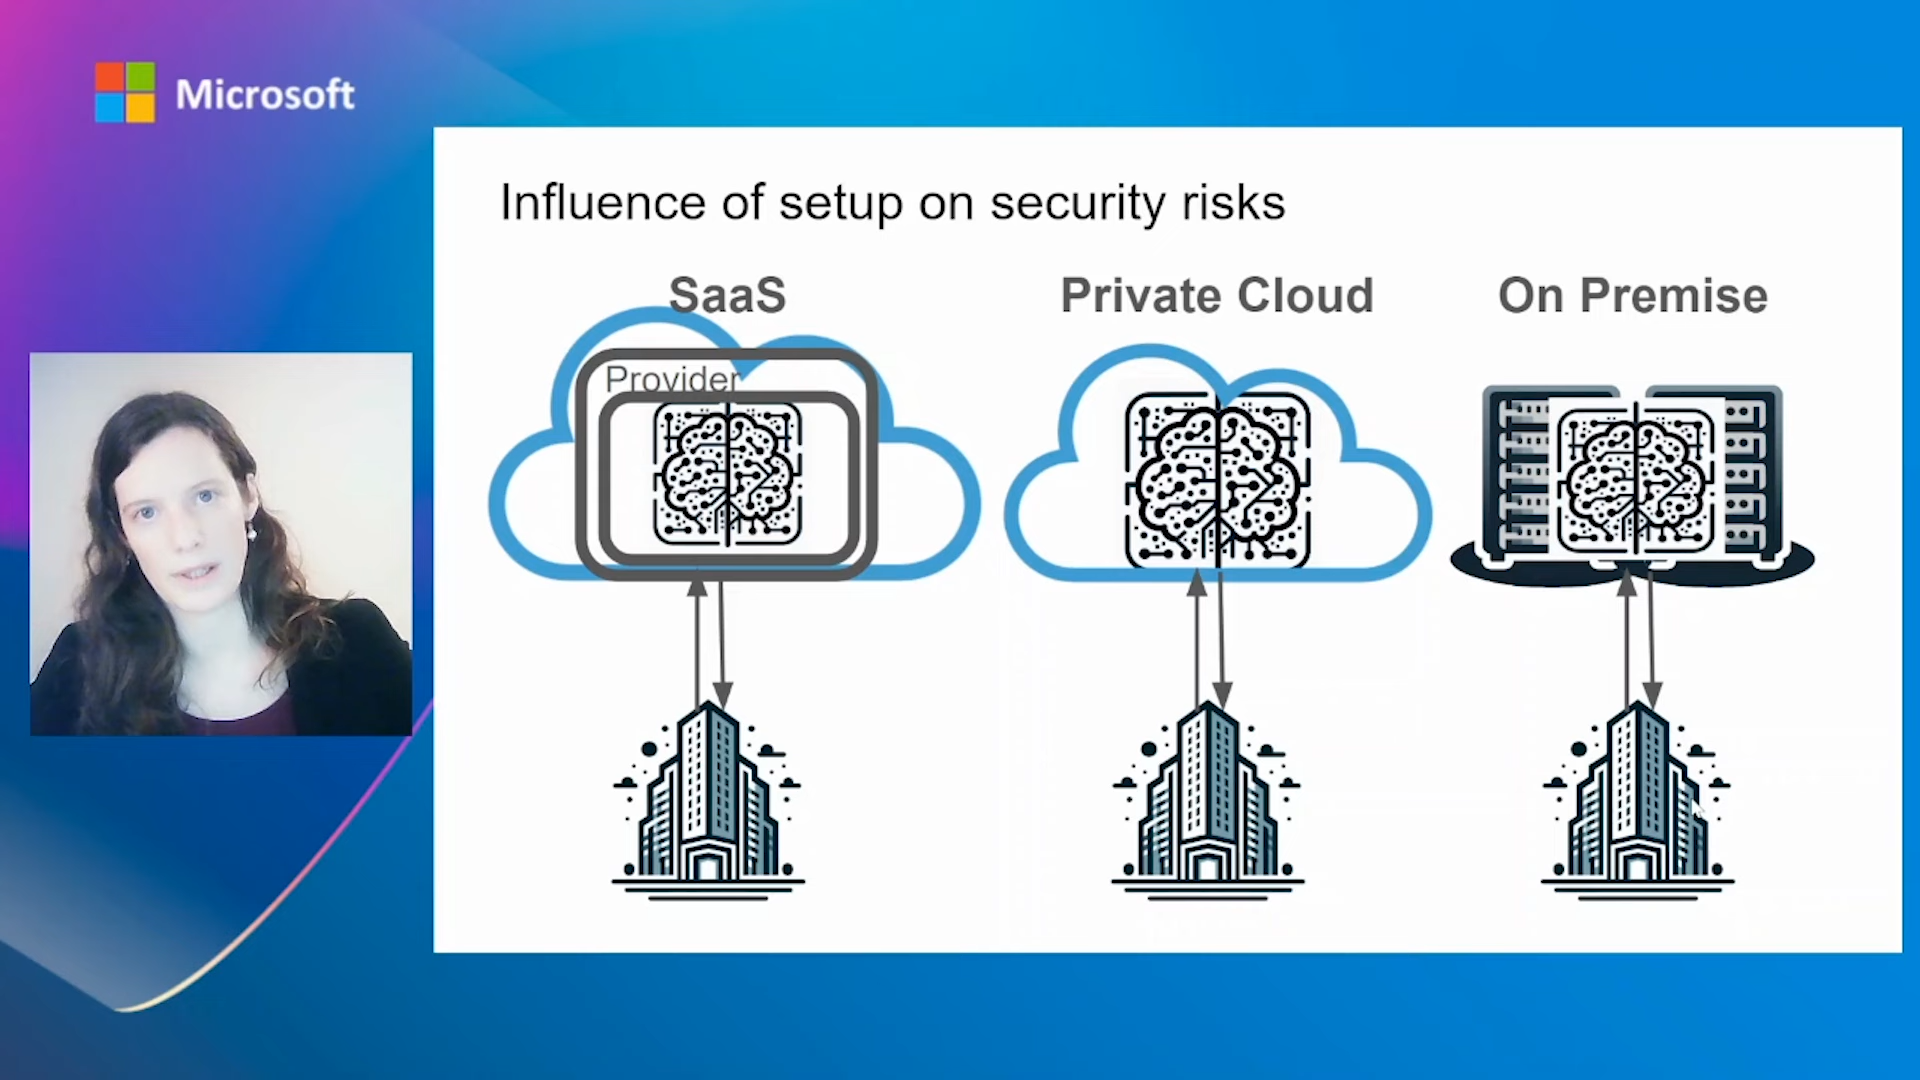 Microsoft
Influence of setup on security risks
SaaS
Private Cloud
On Premise
Provider